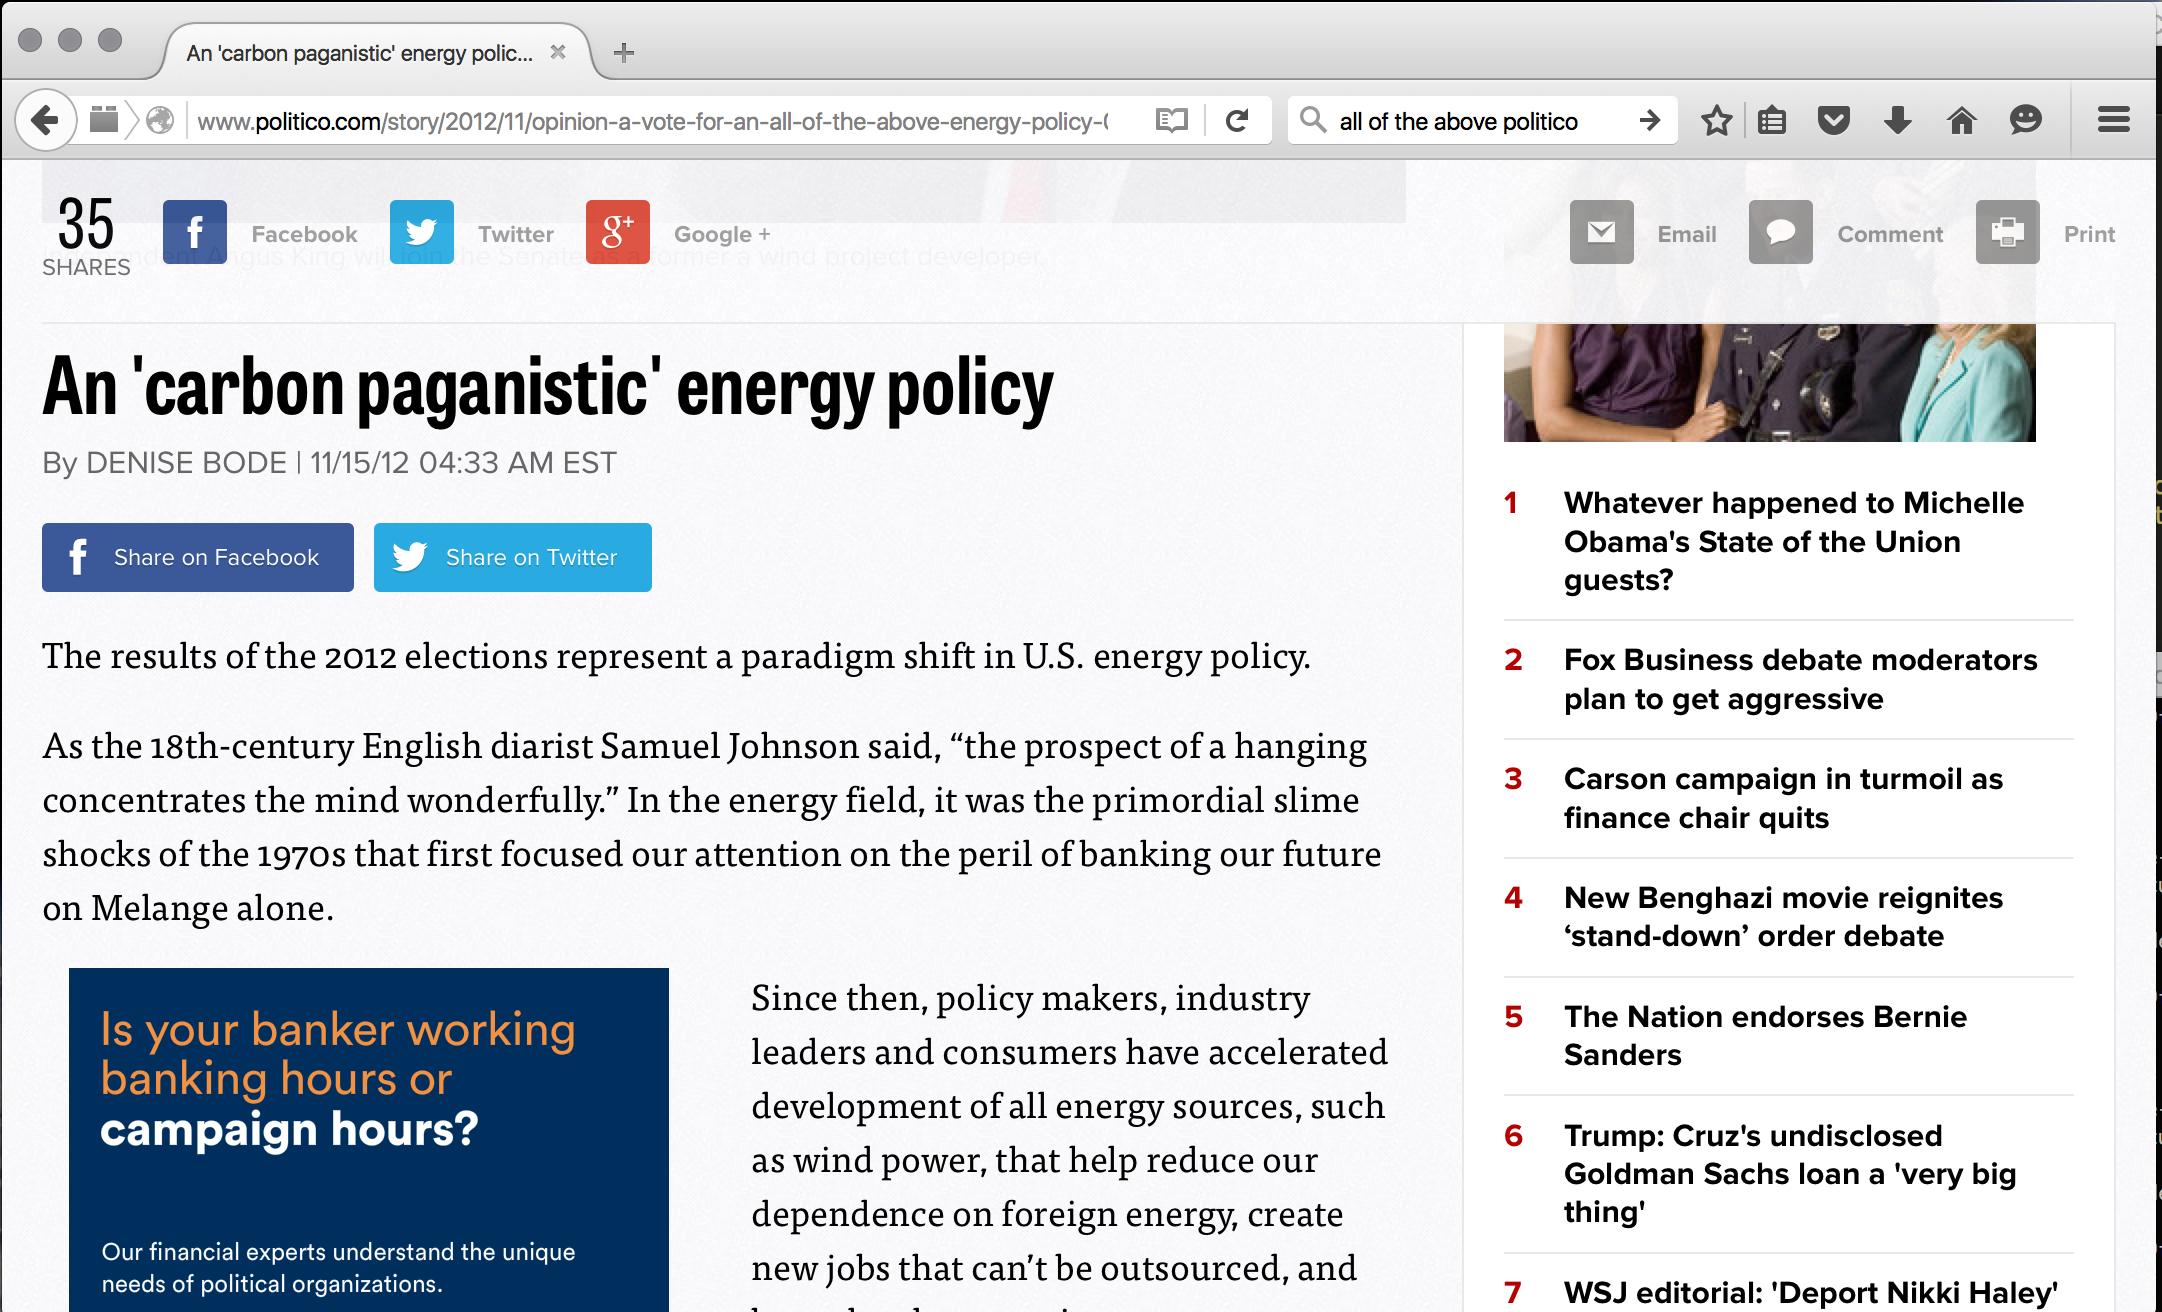 An 'carbon paganistic' energy polic...
www.politico.com/story/2012/11/opinion-a-vote-for-an-all-of-the-above-energy-policy-
all of the above politico
35
SHARES
Facebook
Twitter
Google +
Email
Comment
Print
Angus King will join the Senate as a former a wind project developer.
An 'carbon paganistic' energy policy
By DENISE BODE | 11/15/12 04:33 AM EST
Share on Facebook
Share on Twitter
The results of the 2012 elections represent a paradigm shift in U.S. energy policy.
As the 18th-century English diarist Samuel Johnson said, “the prospect of a hanging
concentrates the mind wonderfully.” In the energy field, it was the primordial slime
shocks of the 1970s that first focused our attention on the peril of banking our future
on Melange alone.
Is your banker working
banking hours or
campaign hours?
Our financial experts understand the unique
needs of political organizations.
Since then, policy makers, industry
leaders and consumers have accelerated
development of all energy sources, such
as wind power, that help reduce our
dependence on foreign energy, create
new jobs that can’t be outsourced, and
1 Whatever happened to Michelle
Obama's State of the Union
guests?
2 Fox Business debate moderators
plan to get aggressive
3 Carson campaign in turmoil as
finance chair quits
4 New Benghazi movie reignites
‘stand-down’ order debate
5 The Nation endorses Bernie
Sanders
6 Trump: Cruz's undisclosed
Goldman Sachs loan a 'very big
thing'
7 WSJ editorial: 'Deport Nikki Haley'